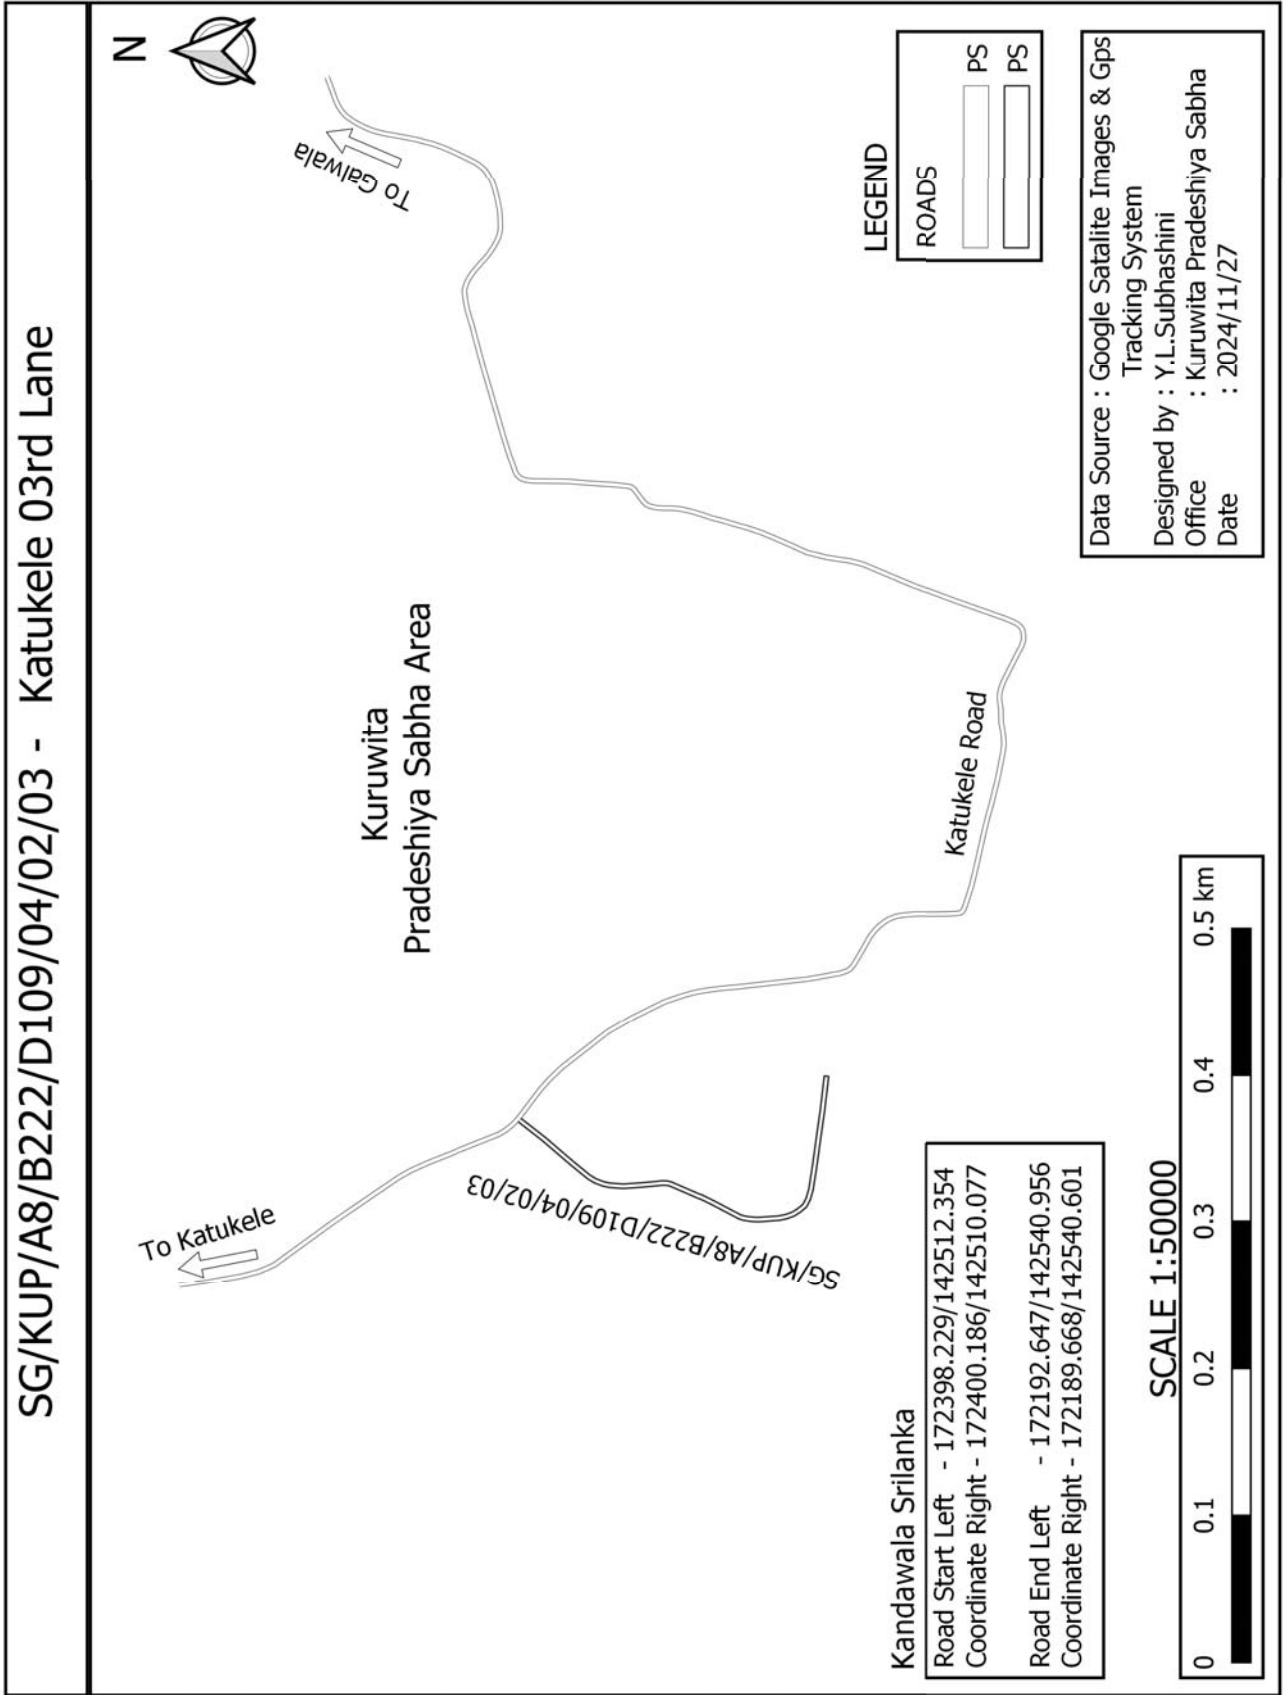 SG/KUP/A8/B222/D109/04/02/03 - Katukele 03rd Lane
N
To Katukele
To Galwala
Kuruwita
Pradeshiya Sabha Area
SG/KUP/A8/B222/D109/04/02/03
Katukele Road
Kandawala Srilanka
Road Start Left - 172398.229/142512.354
Coordinate Right - 172400.186/142510.077
Road End Left - 172192.647/142540.956
Coordinate Right - 172189.668/142540.601
SCALE 1:50000
0 0.1 0.2 0.3 0.4 0.5 km
LEGEND
ROADS
PS
PS
Data Source : Google Satalite Images & Gps
Tracking System
Designed by : Y.L.Subhashini
Office : Kuruwita Pradeshiya Sabha
Date : 2024/11/27